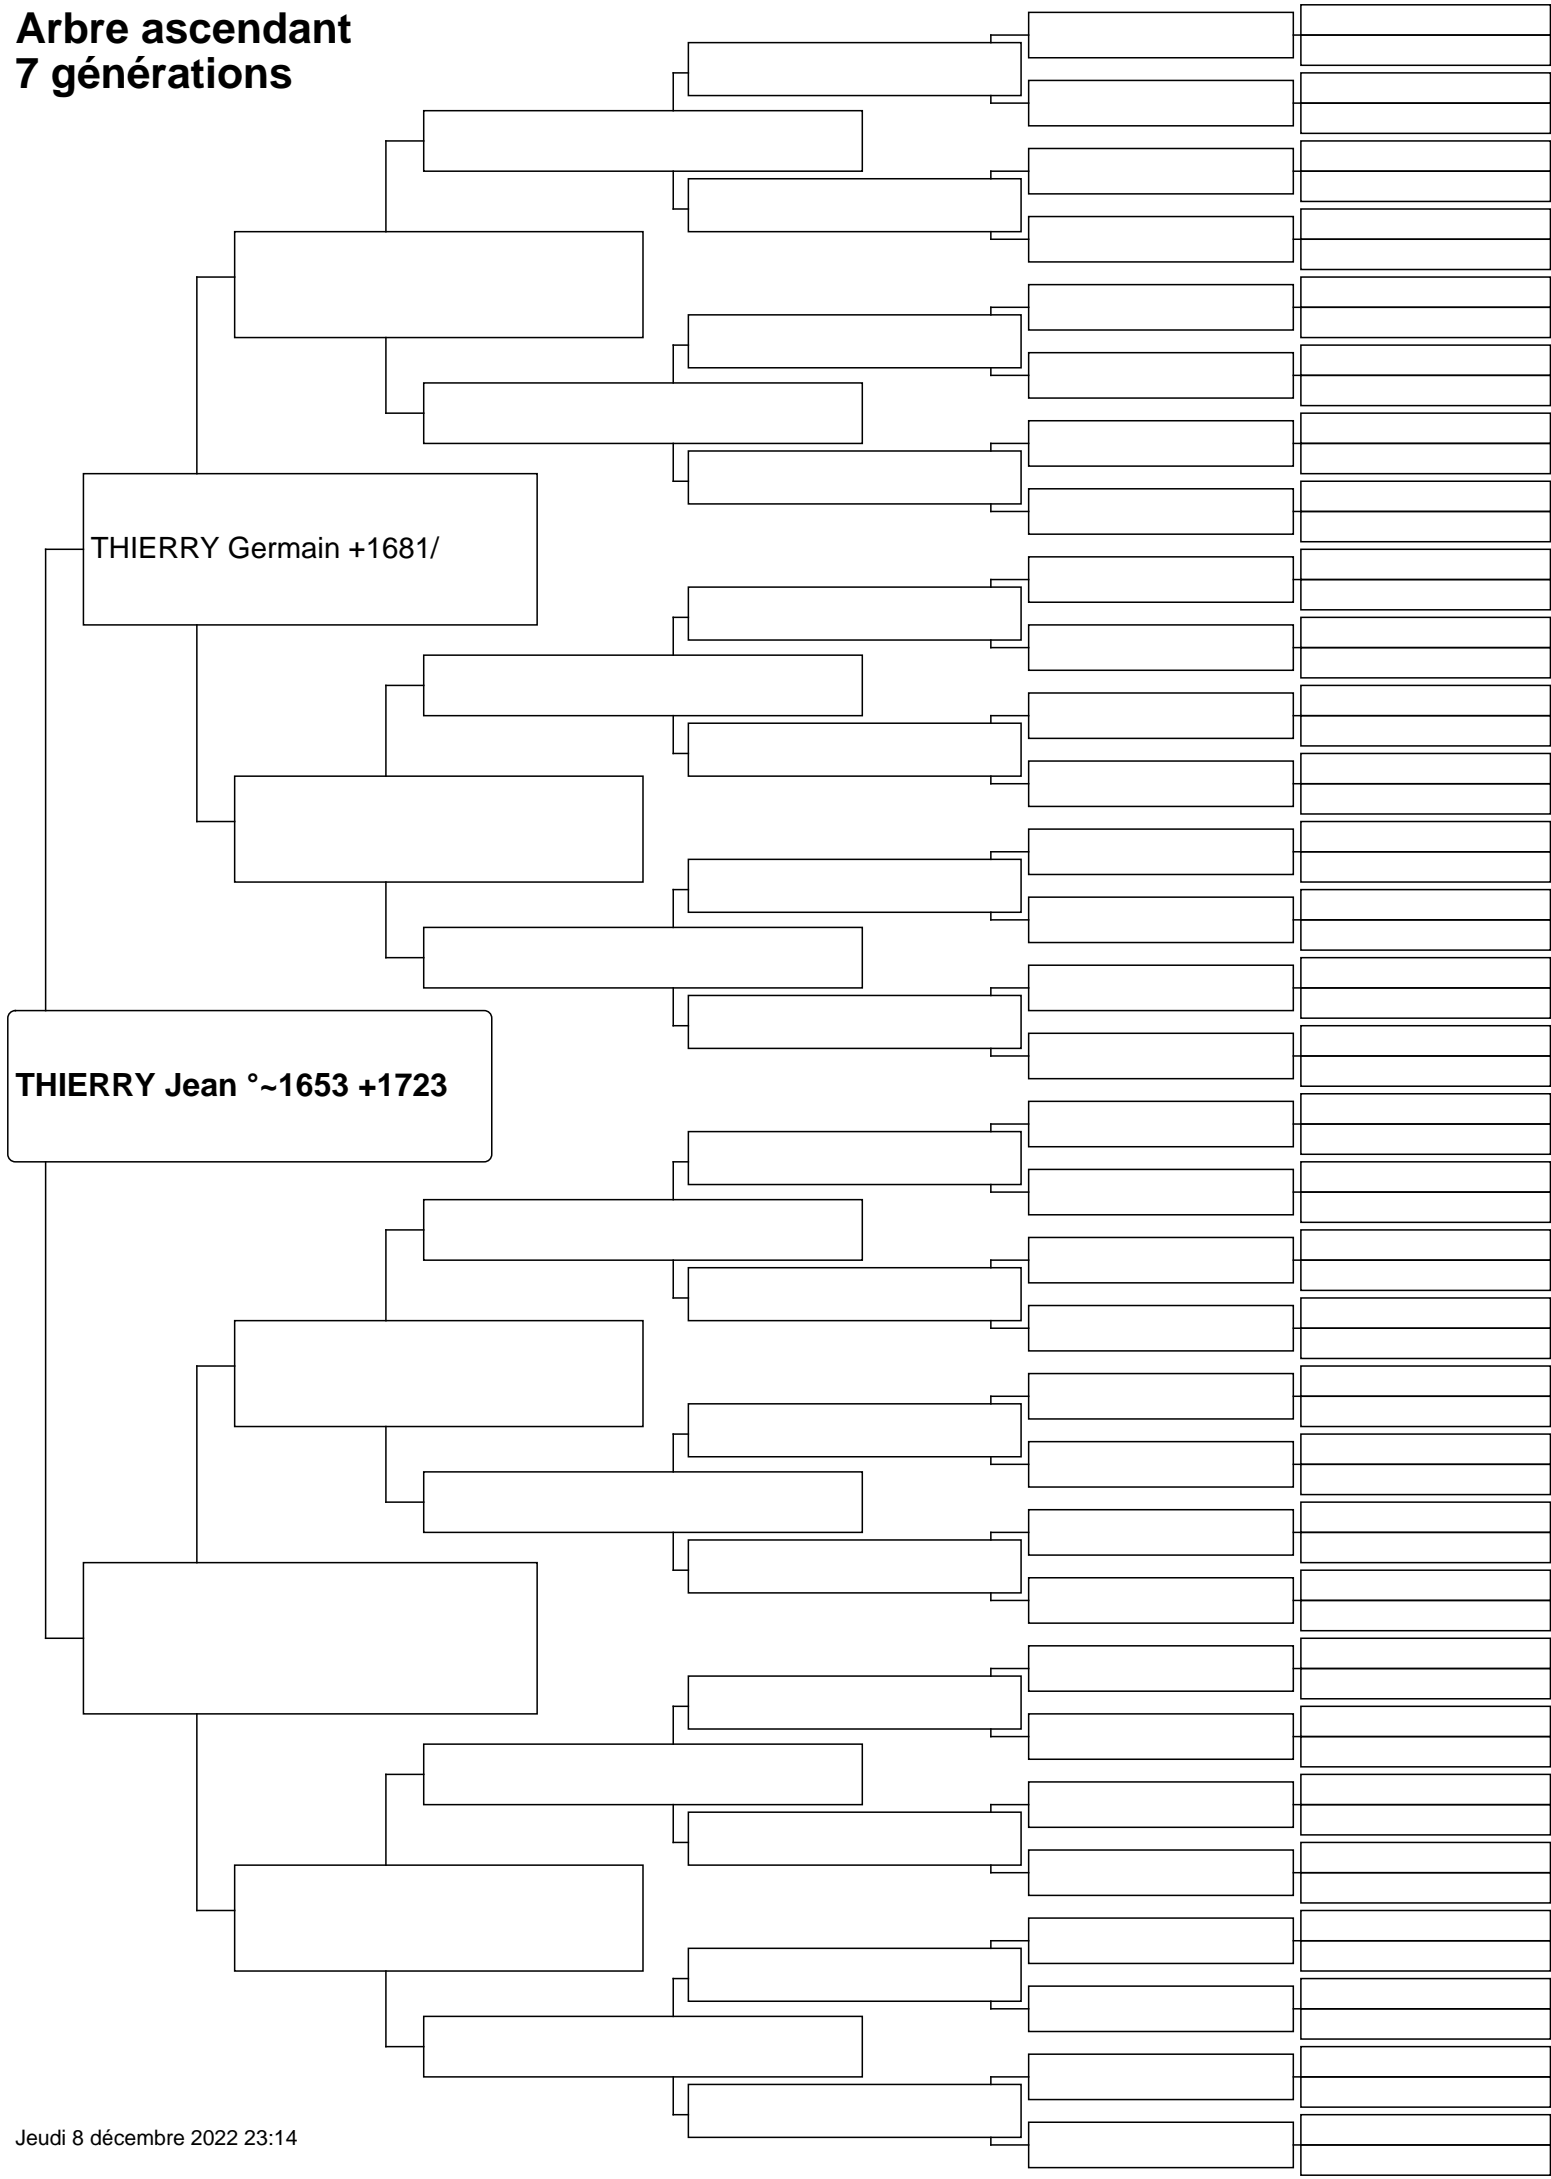 Arbre ascendant
7 générations
THIERRY Germain +1681/
THIERRY Jean °~1653 +1723
Jeudi 8 décembre 2022 23:14